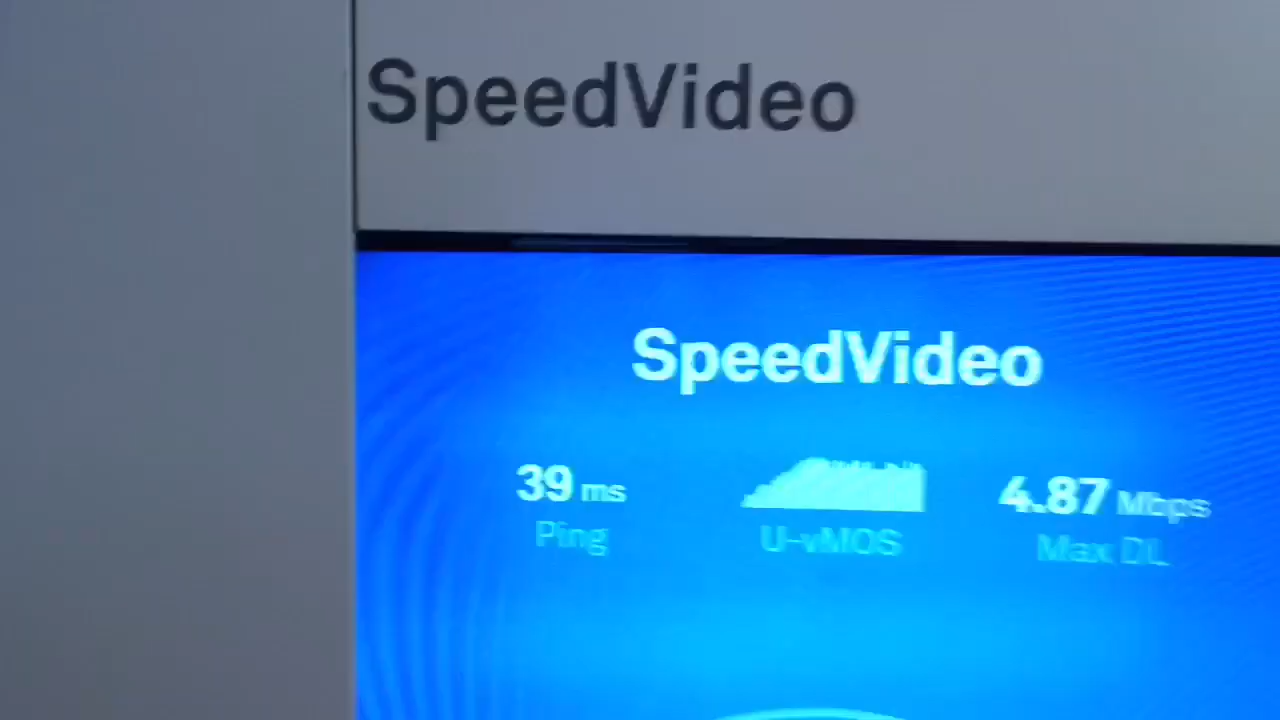 SpeedVideo
SpeedVideo
39 ms
Ping
U-vMOS
4.87 Mbps
Max DL